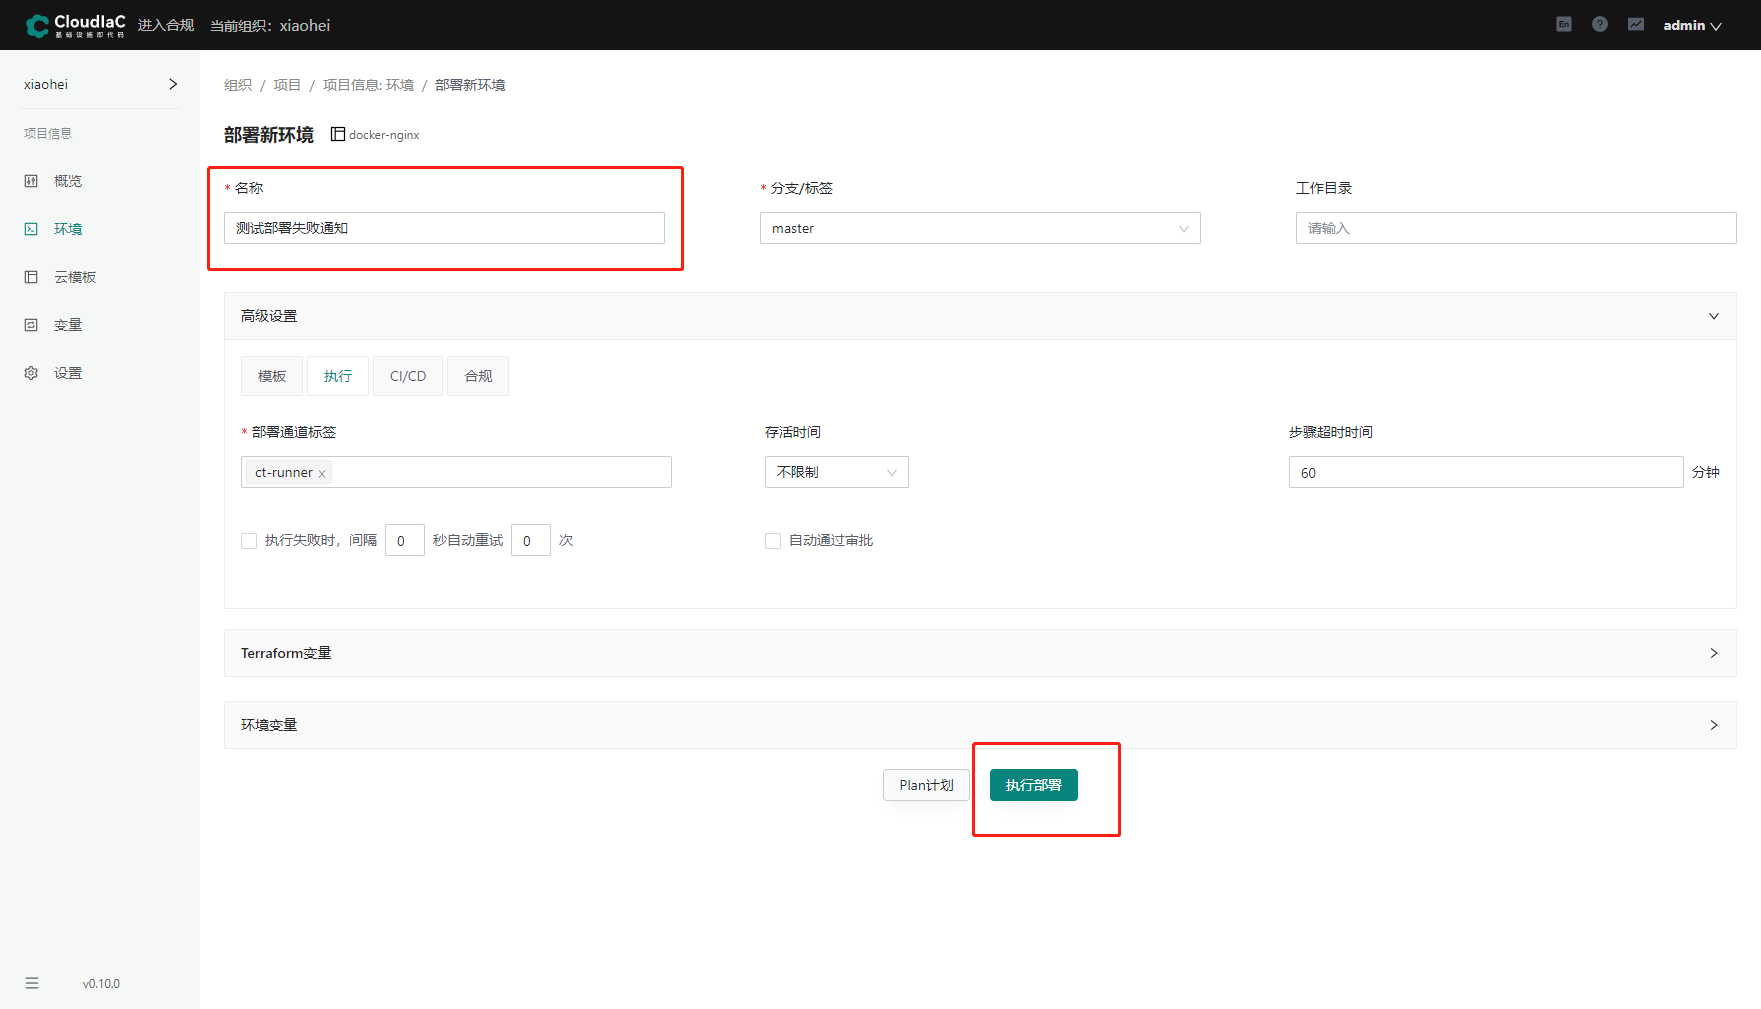 CloudIaC
基础设施即代码
进入合规
当前组织：xiaohei
En
?
admin
xiaohei
项目信息
概览
环境
云模板
变量
设置
v0.10.0
组织 / 项目 / 项目信息: 环境 / 部署新环境
部署新环境 docker-nginx
* 名称
测试部署失败通知
* 分支/标签
master
工作目录
请输入
高级设置
模板 执行 CI/CD 合规
* 部署通道标签
ct-runner x
存活时间
不限制
步骤超时时间
60 分钟
执行失败时，间隔 0 秒自动重试 0 次
自动通过审批
Terraform变量
环境变量
Plan计划
执行部署